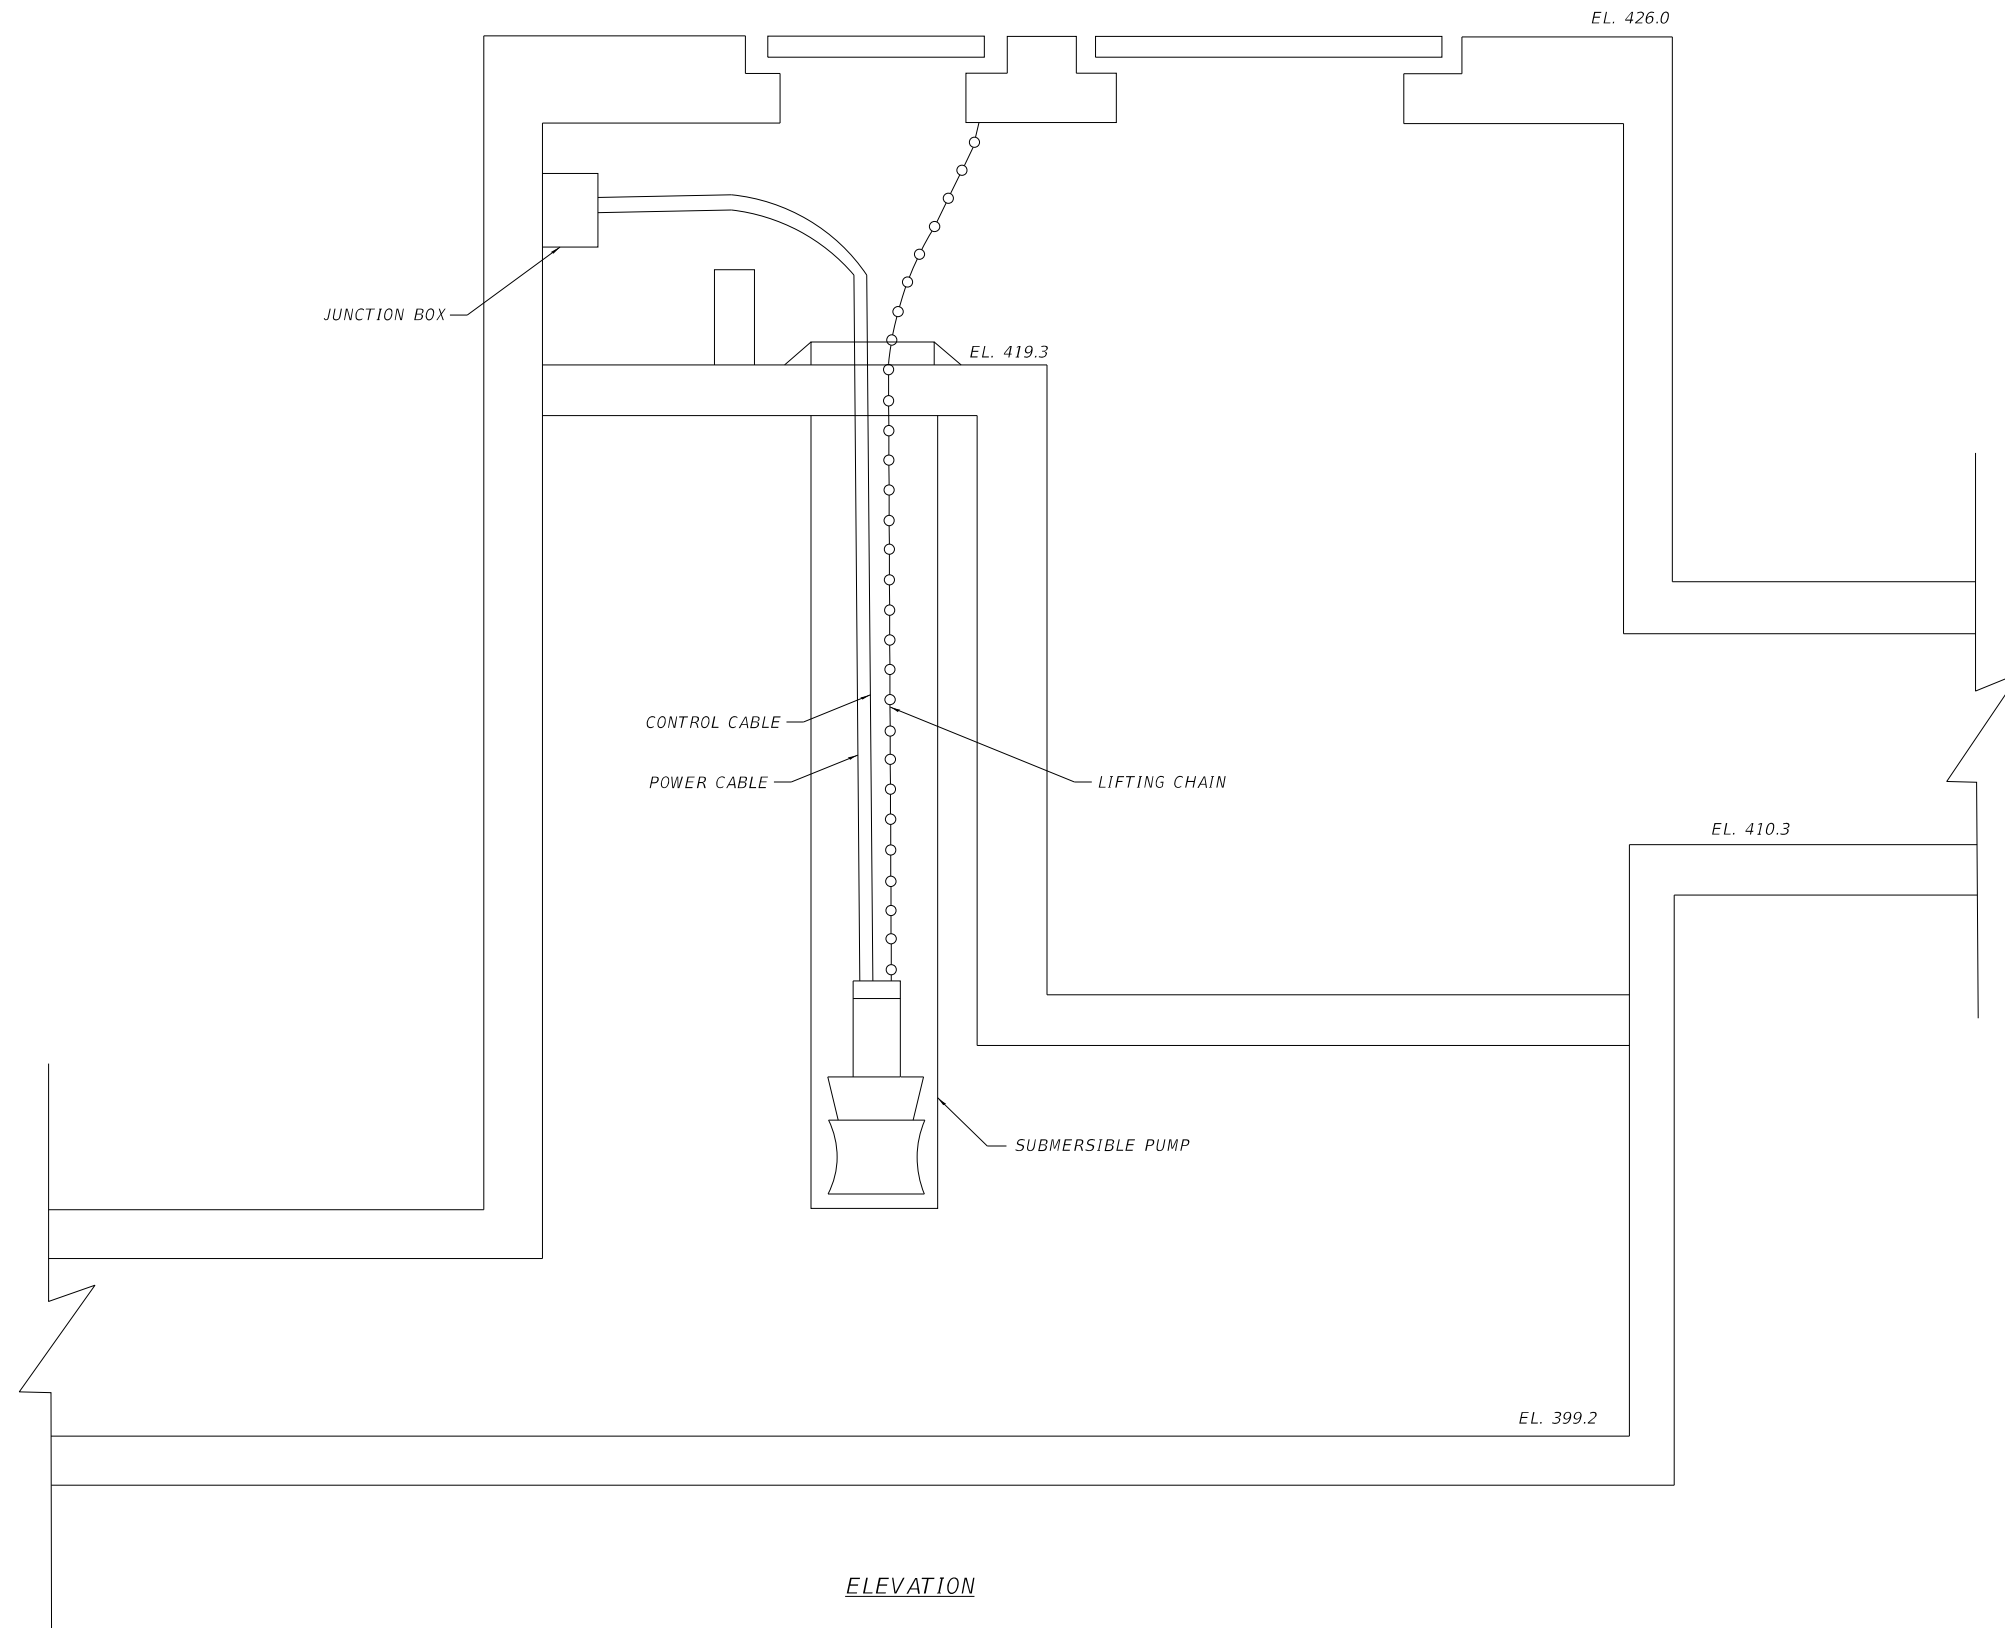 EL. 426.0
JUNCTION BOX
EL. 419.3
CONTROL CABLE
POWER CABLE
LIFTING CHAIN
EL. 410.3
SUBMERSIBLE PUMP
EL. 399.2
ELEVATION